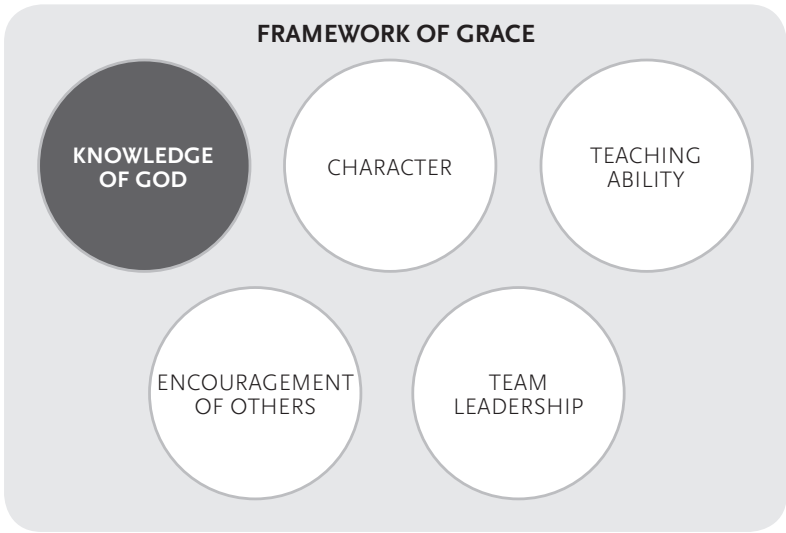 FRAMEWORK OF GRACE
KNOWLEDGE
OF GOD
CHARACTER
TEACHING
ABILITY
ENCOURAGEMENT
OF OTHERS
TEAM
LEADERSHIP